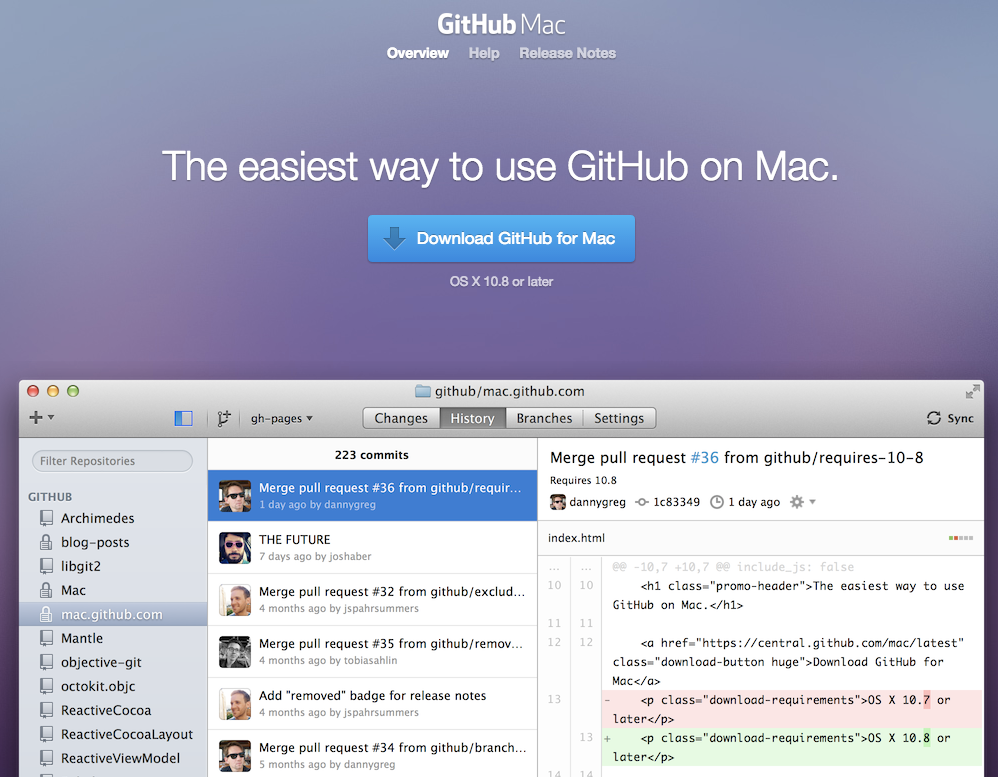 GitHub Mac
Overview Help Release Notes
The easiest way to use GitHub on Mac.
Download GitHub for Mac
OS X 10.8 or later
github/mac.github.com
gh-pages
Changes History Branches Settings
Sync
Filter Repositories
GITHUB
Archimedes
blog-posts
libgit2
Mac
mac.github.com
Mantle
objective-git
octokit.objc
ReactiveCocoa
ReactiveCocoaLayout
ReactiveViewModel
223 commits
Merge pull request #36 from github/requir...
1 day ago by dannygreg
THE FUTURE
7 days ago by joshaber
Merge pull request #32 from github/exclud...
4 months ago by jspahrsummers
Merge pull request #35 from github/remov...
4 months ago by tobiasahlin
Add "removed" badge for release notes
4 months ago by jspahrsummers
Merge pull request #34 from github/branch...
5 months ago by dannygreg
Merge pull request #36 from github/requires-10-8
Requires 10.8
dannygreg 1c83349 1 day ago
index.html
... ... @@ -10,7 +10,7 @@ include_js: false
10 10 <h1 class="promo-header">The easiest way to use
GitHub on Mac.</h1>
11 11
12 12 <a href="https://central.github.com/mac/latest"
class="download-button huge">Download GitHub for
Mac</a>
13 - <p class="download-requirements">OS X 10.7 or
later</p>
13 + <p class="download-requirements">OS X 10.8 or
later</p>
14 14